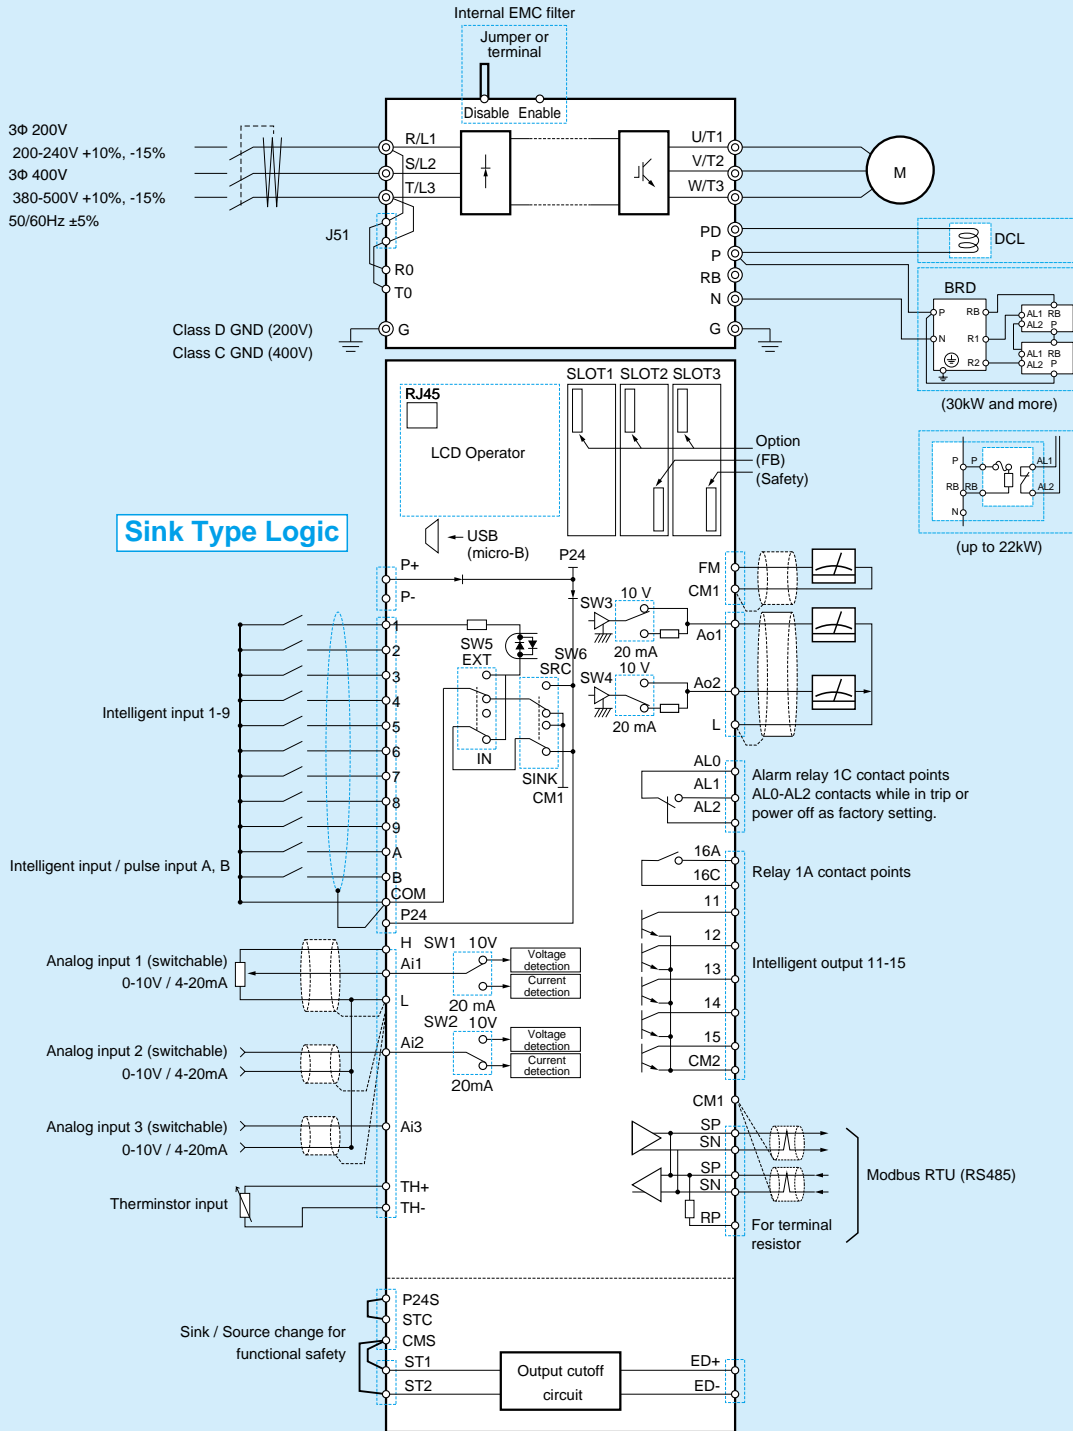 Internal EMC filter
Jumper or
terminal
Disable Enable
3Φ 200V
200-240V +10%, -15%
3Φ 400V
380-500V +10%, -15%
50/60Hz ±5%
R/L1
S/L2
T/L3
J51
R0
T0
U/T1
V/T2
W/T3
M
PD
P
RB
N
DCL
Class D GND (200V)
Class C GND (400V)
G
G
BRD
P
N
RB
R1
R2
AL1 RB
AL2 P
AL1 RB
AL2 P
(30kW and more)
RJ45
LCD Operator
SLOT1 SLOT2 SLOT3
Option
(FB)
(Safety)
P P
RB RB
N
AL1
AL2
(up to 22kW)
Sink Type Logic
USB
(micro-B)
P+
P-
P24
1
2
3
4
5
6
7
8
9
A
B
COM
P24
Intelligent input 1-9
Intelligent input / pulse input A, B
SW5
EXT
IN
SW6
SRC
SINK
CM1
SW3
10 V
20 mA
SW4
10 V
20 mA
FM
CM1
Ao1
Ao2
L
AL0
AL1
AL2
Alarm relay 1C contact points
AL0-AL2 contacts while in trip or
power off as factory setting.
16A
16C
Relay 1A contact points
11
12
13
14
15
CM2
Intelligent output 11-15
H
Ai1
L
Ai2
Ai3
TH+
TH-
Analog input 1 (switchable)
0-10V / 4-20mA
Analog input 2 (switchable)
0-10V / 4-20mA
Analog input 3 (switchable)
0-10V / 4-20mA
Therminstor input
SW1 10V
20 mA
Voltage
detection
Current
detection
SW2 10V
20mA
Voltage
detection
Current
detection
CM1
SP
SN
SP
SN
RP
Modbus RTU (RS485)
For terminal
resistor
P24S
STC
CMS
ST1
ST2
Sink / Source change for
functional safety
Output cutoff
circuit
ED+
ED-